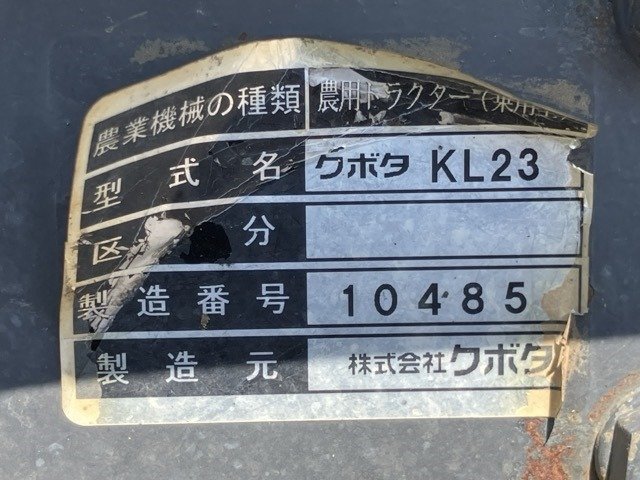 農業機械の種類 農用トラクター(乗用
型式名 クボタ KL23
区分
製造番号 10485
製造元 株式会社クボタ